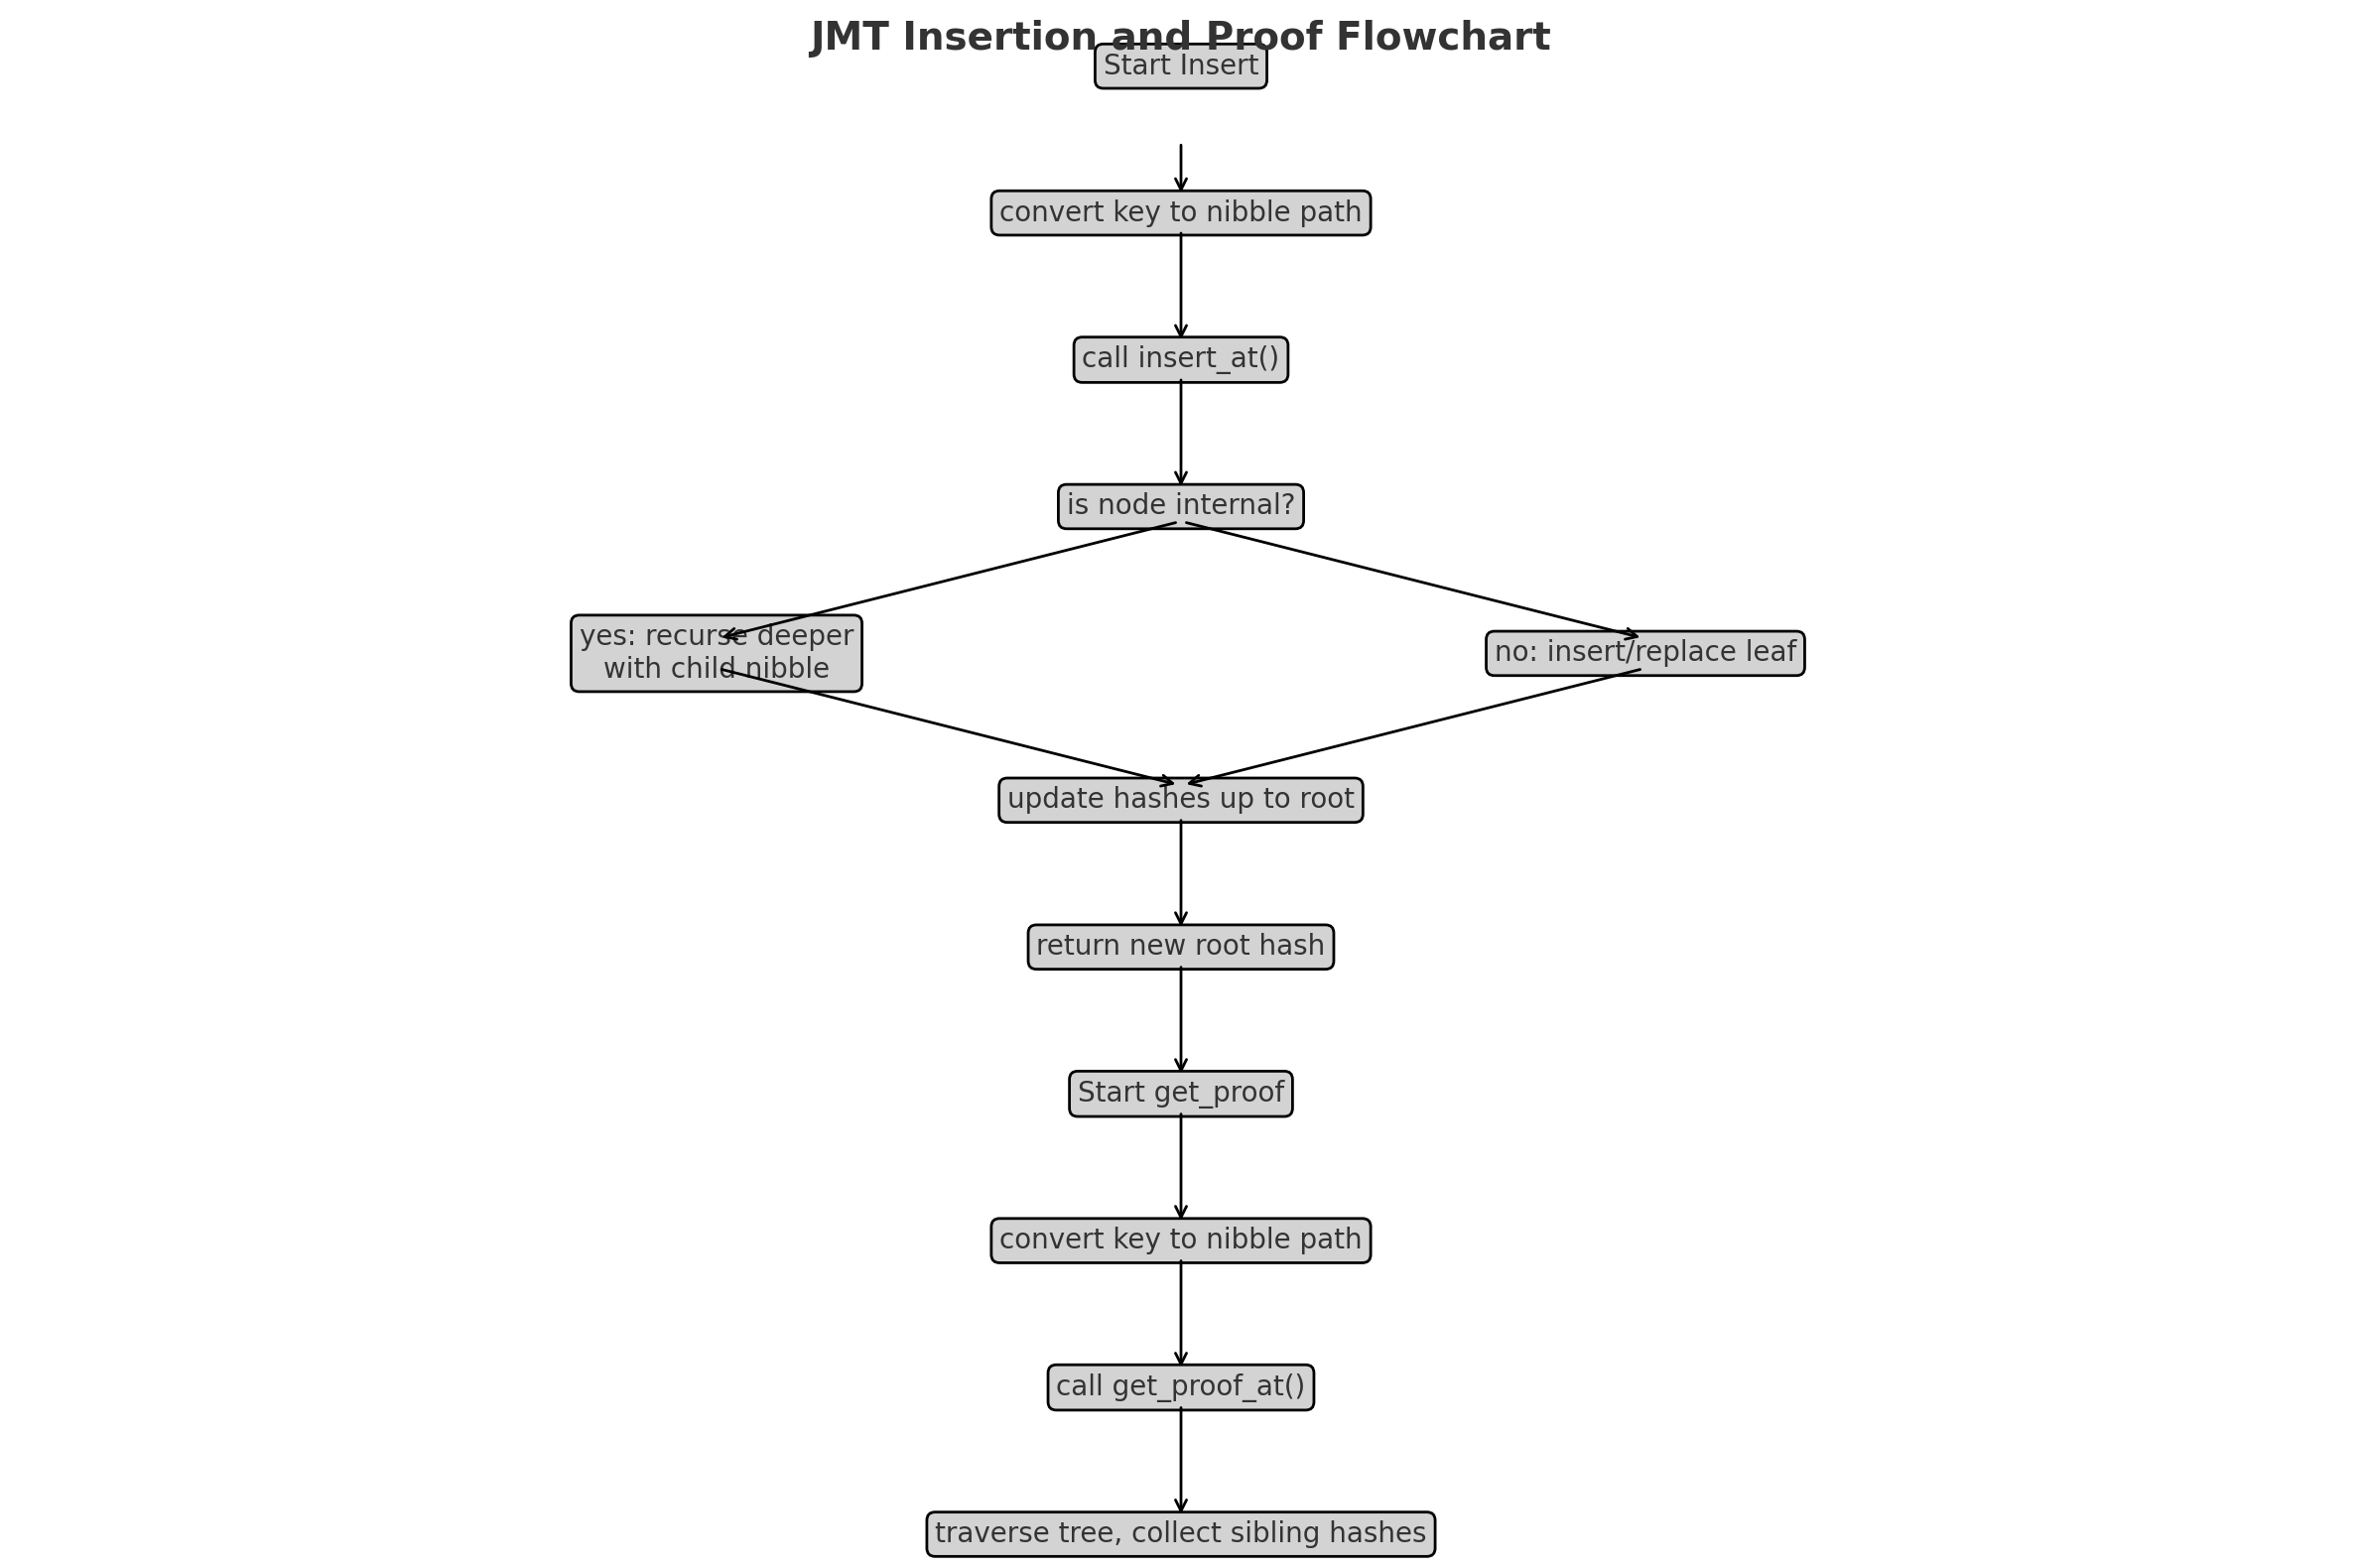 JMT Insertion and Proof Flowchart
Start Insert
convert key to nibble path
call insert_at()
is node internal?
yes: recurse deeper
with child nibble
no: insert/replace leaf
update hashes up to root
return new root hash
Start get_proof
convert key to nibble path
call get_proof_at()
traverse tree, collect sibling hashes